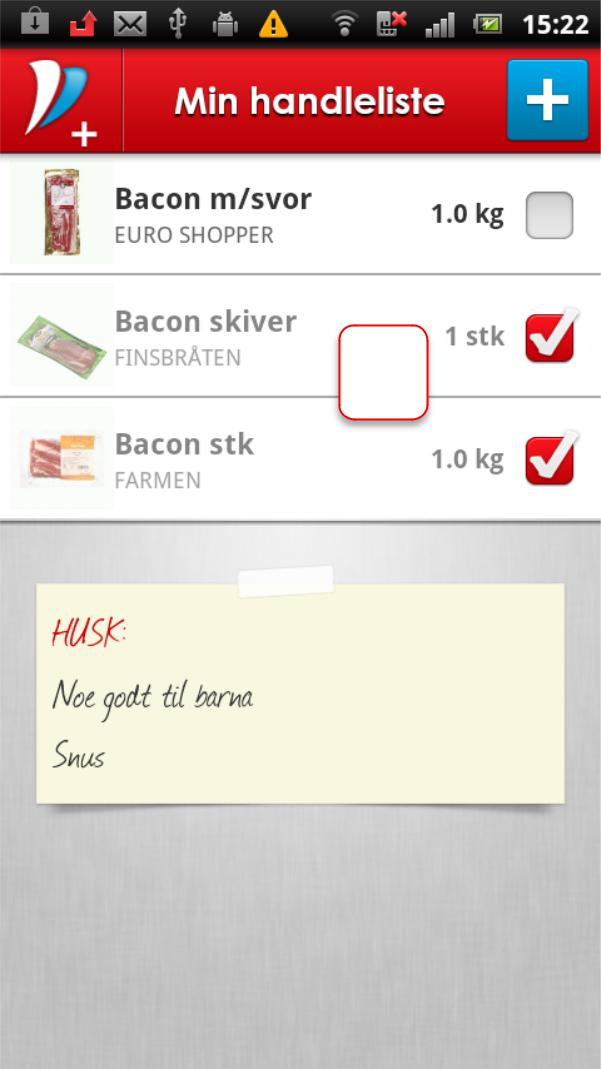 15:22
Min handleliste
Bacon m/svor
EURO SHOPPER
1.0 kg
Bacon skiver
FINSBRÅTEN
1 stk
Bacon stk
FARMEN
1.0 kg
HUSK:
Noe godt til barna
Snus